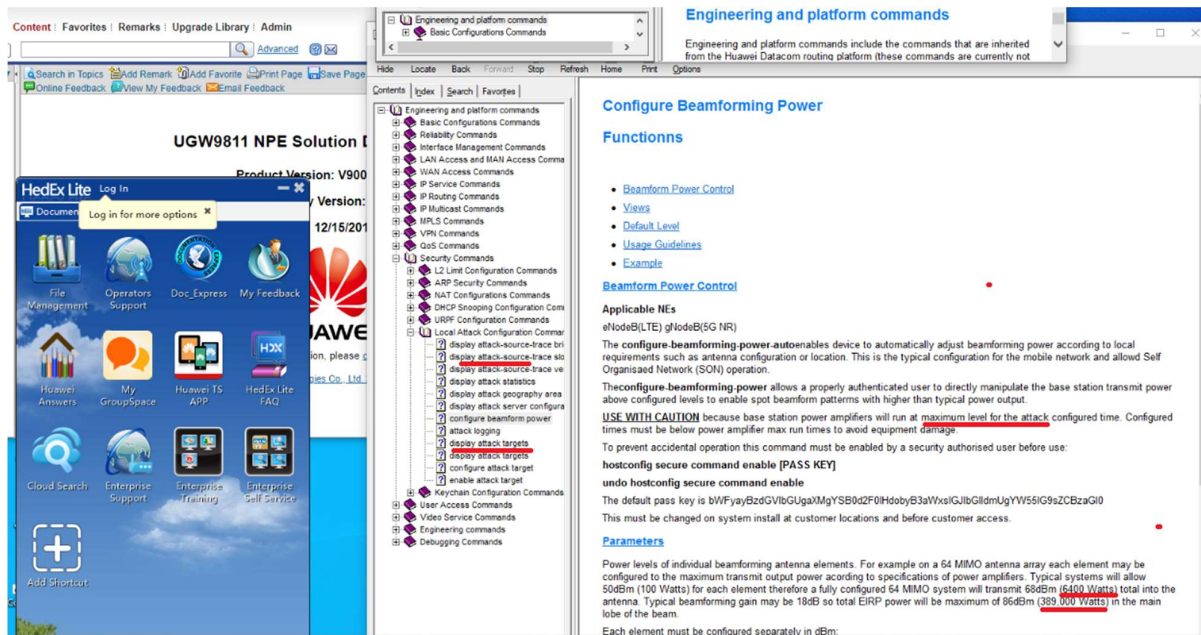 Content | Favorites | Remarks | Upgrade Library | Admin
Advanced
Search in Topics Add Remark Add Favorite Print Page Save Page
Online Feedback View My Feedback Email Feedback
UGW9811 NPE Solution D
Product Version: V900
y Version:
12/15/201
HUAWE
ion, please c
gies Co., Ltd.
HedEx Lite Log In
Documen
Log in for more options
File Management
Operators Support
Doc_Express
My Feedback
Huawei Answers
My GroupSpace
Huawei TS APP
HedEx Lite FAQ
Cloud Search
Enterprise Support
Enterprise Training
Enterprise Self Service
Add Shortcut
Engineering and platform commands
Basic Configurations Commands
Engineering and platform commands
Engineering and platform commands include the commands that are inherited
from the Huawei Datacom routing platform (these commands are currently not
Hide Locate Back Forward Stop Refresh Home Print Options
Contents Index Search Favorites
Engineering and platform commands
Basic Configurations Commands
Reliability Commands
Interface Management Commands
LAN Access and MAN Access Comma
WAN Access Commands
IP Service Commands
IP Routing Commands
IP Multicast Commands
MPLS Commands
VPN Commands
QoS Commands
Security Commands
L2 Limit Configuration Commands
ARP Security Commands
NAT Configurations Commands
DHCP Snooping Configuration Com
URPF Configuration Commands
Local Attack Configuration Commar
display attack-source-trace bri
display attack-source-trace slo
display attack-source-trace ve
display attack statistics
display attack geography area
display attack server configura
configure beamform power
attack logging
display attack targets
display attack targets
configure attack target
enable attack target
Keychain Configuration Commands
User Access Commands
Video Service Commands
Engineering commands
Debugging Commands
Configure Beamforming Power
Functionns
Beamform Power Control
Views
Default Level
Usage Guidelines
Example
Beamform Power Control
Applicable NEs
eNodeB(LTE) gNodeB(5G NR)
The configure-beamforming-power-autoenables device to automatically adjust beamforming power according to local
requirements such as antenna configuration or location. This is the typical configuration for the mobile network and allowd Self
Organisaed Network (SON) operation.
Theconfigure-beamforming-power allows a properly authenticated user to directly manipulate the base station transmit power
above configured levels to enable spot beamform patterms with higher than typical power output.
USE WITH CAUTION because base station power amplifiers will run at maximum level for the attack configured time. Configured
times must be below power amplifier max run times to avoid equipment damage.
To prevent accidental operation this command must be enabled by a security authorised user before use:
hostconfig secure command enable [PASS KEY]
undo hostconfig secure command enable
The default pass key is
This must be changed on system install at customer locations and before customer access.
Parameters
Power levels of individual beamforming antenna elements. For example on a 64 MIMO antenna array each element may be
configured to the maximum transmit output power acording to specifications of power amplifiers. Typical systems will allow
50dBm (100 Watts) for each element therefore a fully configured 64 MIMO system will transmit 68dBm (6400 Watts) total into the
antenna. Typical beamforming gain may be 18dB so total EIRP power will be maximum of 86dBm (389,000 Watts) in the main
lobe of the beam.
Each element must be configured separately in dBm: